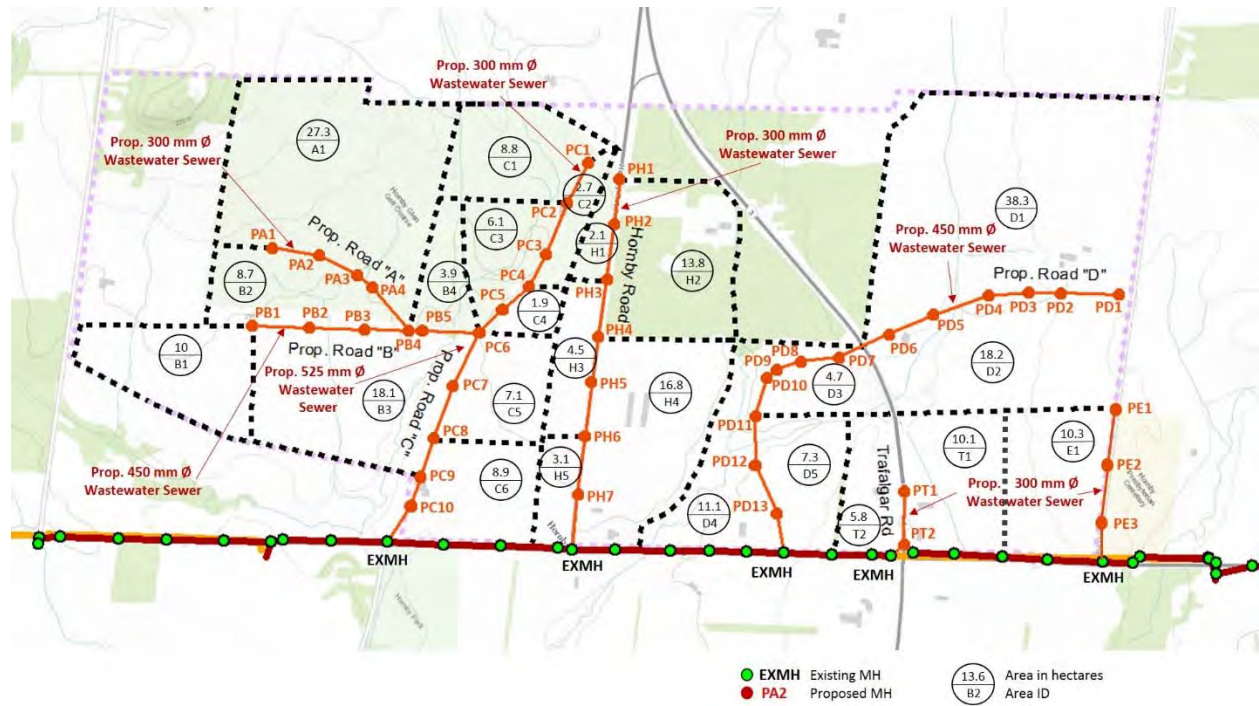 Prop. 300 mm Ø
Wastewater Sewer
Prop. 300 mm Ø
Wastewater Sewer
Prop. 300 mm Ø
Wastewater Sewer
27.3
A1
8.8
C1
PC1
PH1
2.7
C2
PC2
PH2
38.3
D1
6.1
C3
2.1
H1
Hornby Road
13.8
H2
Hornby Glen
Golf Course
Prop. Road "A"
PA1
PA2
PA3
PA4
PC3
PC4
PH3
Prop. 450 mm Ø
Wastewater Sewer
Prop. Road "D"
8.7
B2
3.9
B4
PC5
1.9
C4
PD5
PD4
PD3
PD2
PD1
PB1
PB2
PB3
PB4
PB5
PC6
PH4
PD6
PD7
PD8
PD9
PD10
10
B1
Prop. Road "B"
Prop. 525 mm Ø
Wastewater
Sewer
Prop. Road "C"
PC7
4.5
H3
PH5
4.7
D3
18.2
D2
18.1
B3
7.1
C5
16.8
H4
PD11
PE1
PC8
PH6
PC9
8.9
C6
3.1
H5
PD12
7.3
D5
Trafalgar Rd
10.1
T1
10.3
E1
PE2
Hornby
Presbyterian
Cemetery
Prop. 450 mm Ø
Wastewater Sewer
PC10
PH7
PD13
11.1
D4
5.8
T2
PT1
PT2
Prop. 300 mm Ø
Wastewater Sewer
PE3
EXMH
EXMH
EXMH
EXMH
EXMH
Hornby Park
EXMH Existing MH
PA2 Proposed MH
13.6
B2
Area in hectares
Area ID